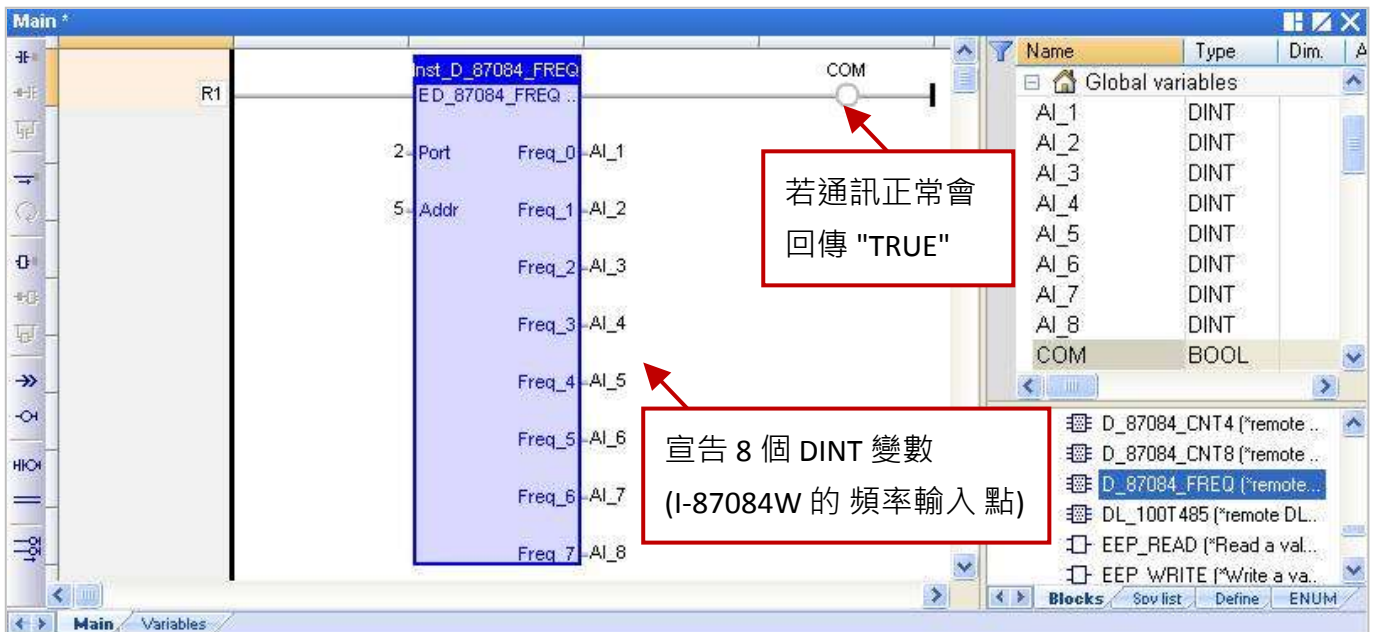 Main *
R1
Inst_D_87084_FREQ
E D_87084_FREQ ..
COM
2 Port Freq_0 AI_1
5 Addr Freq_1 AI_2
Freq_2 AI_3
Freq_3 AI_4
Freq_4 AI_5
Freq_5 AI_6
Freq_6 AI_7
Freq_7 AI_8
若通訊正常會
回傳 "TRUE"
宣告 8 個 DINT 變數
(I-87084W 的 頻率輸入 點)
Main Variables
Name Type Dim. A
Global variables
AI_1 DINT
AI_2 DINT
AI_3 DINT
AI_4 DINT
AI_5 DINT
AI_6 DINT
AI_7 DINT
AI_8 DINT
COM BOOL
D_87084_CNT4 (*remote ..
D_87084_CNT8 (*remote ..
D_87084_FREQ (*remote...
DL_100T485 (*remote DL..
EEP_READ (*Read a val...
EEP_WRITE (*Write a va..
Blocks Spy list Define ENUM